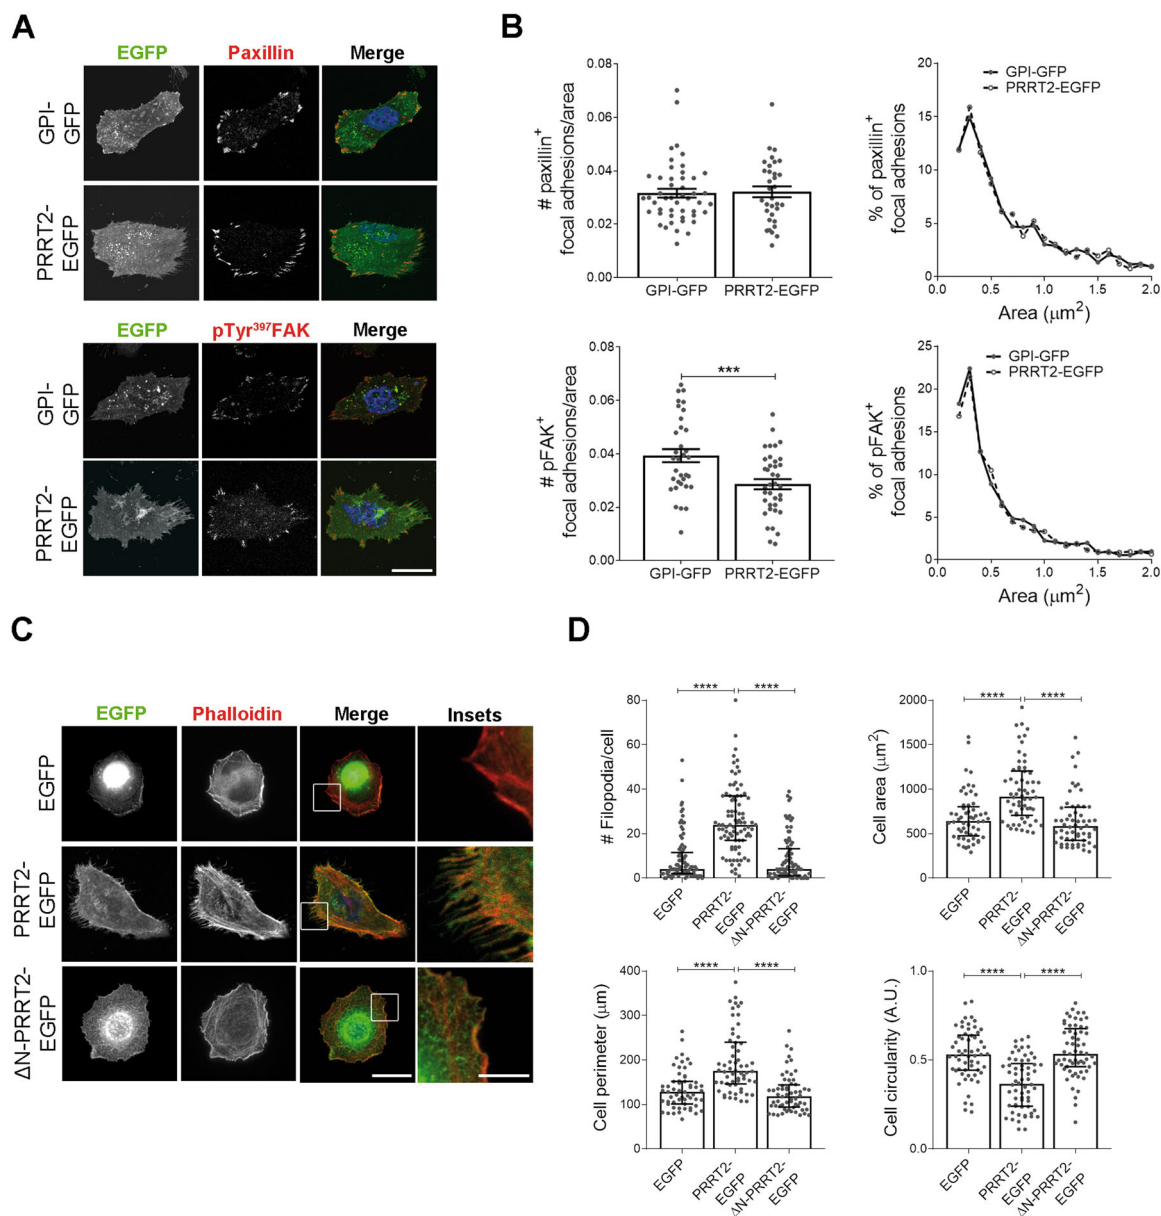 A
EGFP Paxillin Merge
GPI-
GFP
PRRT2-
EGFP
EGFP pTyr³⁹⁷FAK Merge
GPI-
GFP
PRRT2-
EGFP
B
# paxillin⁺
focal adhesions/area
0.08
0.06
0.04
0.02
0.00
GPI-GFP PRRT2-EGFP
% of paxillin⁺
focal adhesions
20
15
10
5
0
GPI-GFP
PRRT2-EGFP
0.0 0.5 1.0 1.5 2.0
Area (μm²)
# pFAK⁺
focal adhesions/area
0.08
0.06
0.04
0.02
0.00
***
GPI-GFP PRRT2-EGFP
% of pFAK⁺
focal adhesions
25
20
15
10
5
0
GPI-GFP
PRRT2-EGFP
0.0 0.5 1.0 1.5 2.0
Area (μm²)
C
EGFP Phalloidin Merge Insets
EGFP
PRRT2-
EGFP
ΔN-PRRT2-
EGFP
D
# Filopodia/cell
80
60
40
20
0
**** ****
EGFP
PRRT2-
EGFP
ΔN-PRRT2-
EGFP
Cell area (μm²)
2000
1500
1000
500
0
**** ****
EGFP
PRRT2-
EGFP
ΔN-PRRT2-
EGFP
Cell perimeter (μm)
400
300
200
100
0
**** ****
EGFP
PRRT2-
EGFP
ΔN-PRRT2-
EGFP
Cell circularity (A.U.)
1.0
0.5
0.0
**** ****
EGFP
PRRT2-
EGFP
ΔN-PRRT2-
EGFP